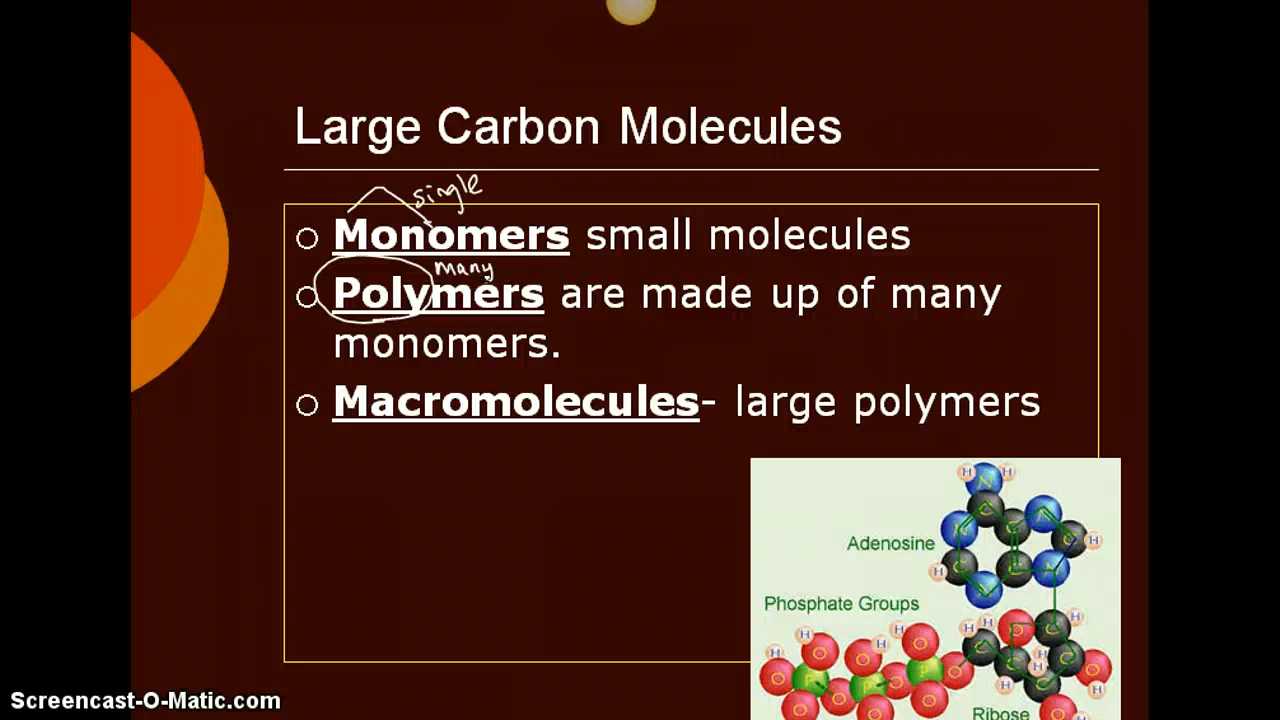 Large Carbon Molecules
single
Monomers small molecules
many
Polymers are made up of many
monomers.
Macromolecules- large polymers
H H
N
N
N
C
C
H
Adenosine
H
C
C
N
N
Phosphate Groups
H
H
H
H
H
H
O
C
H
O
O
O
C
C
C
H
H
O
P
O
P
O
P
O
H
C
O
H
O
O
O
Ribose
O
H
Screencast-O-Matic.com